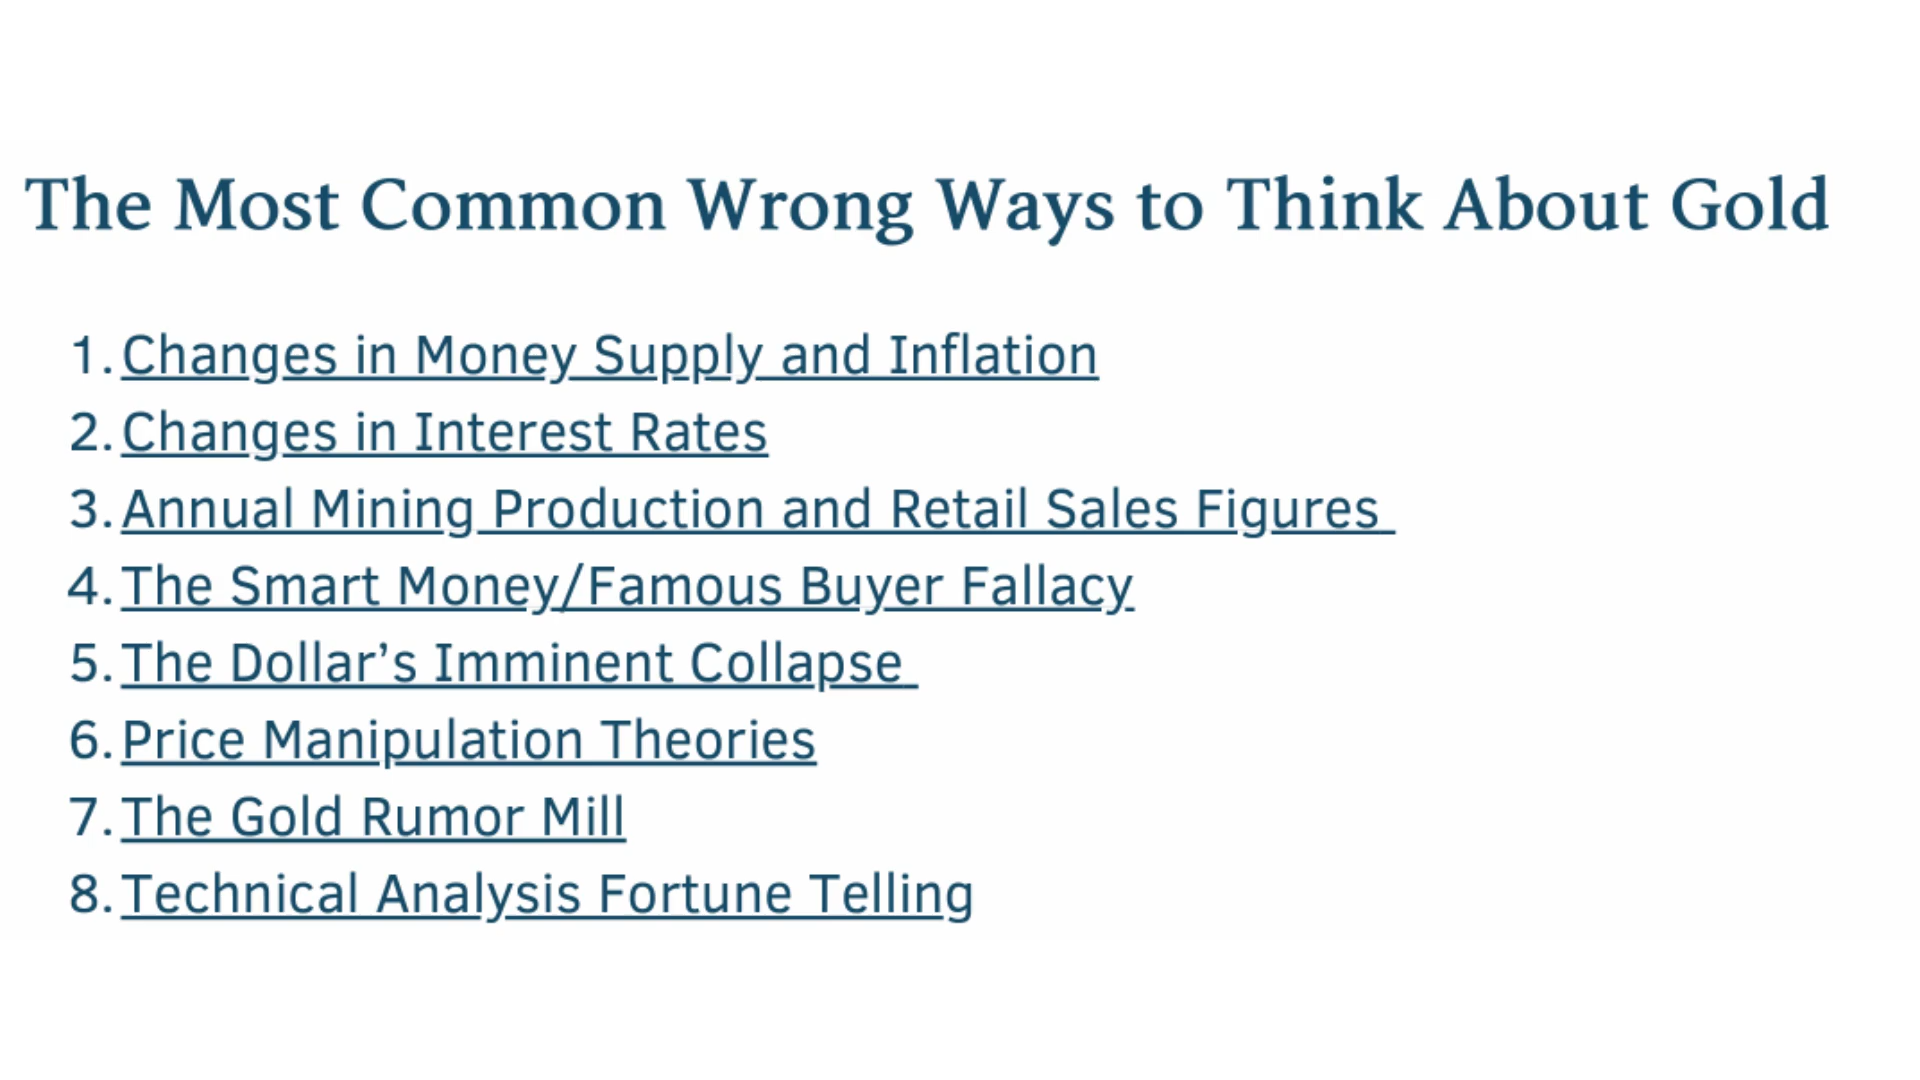 The Most Common Wrong Ways to Think About Gold
1. Changes in Money Supply and Inflation
2. Changes in Interest Rates
3. Annual Mining Production and Retail Sales Figures
4. The Smart Money/Famous Buyer Fallacy
5. The Dollar’s Imminent Collapse
6. Price Manipulation Theories
7. The Gold Rumor Mill
8. Technical Analysis Fortune Telling